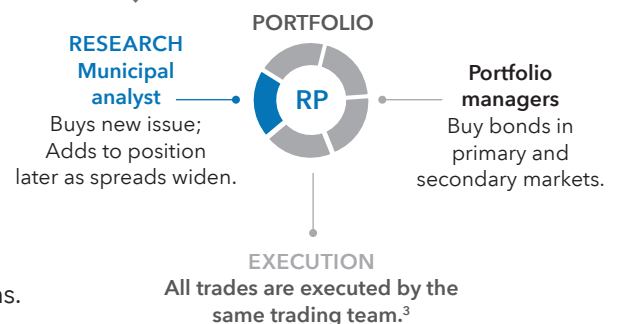 PORTFOLIO
RESEARCH
Municipal
analyst
Buys new issue;
Adds to position
later as spreads widen.
RP
Portfolio
managers
Buy bonds in
primary and
secondary markets.
EXECUTION
All trades are executed by the
same trading team.³
ns.